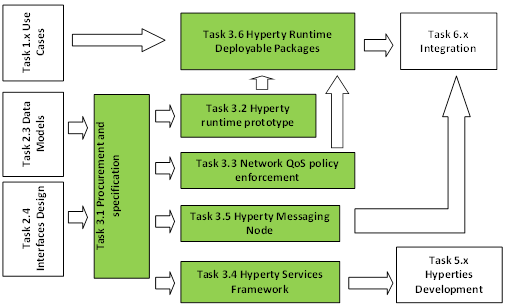 Task 1.x Use
Cases
Task 3.6 Hyperty Runtime
Deployable Packages
Task 6.x
Integration
Task 2.3 Data
Models
Task 3.1 Procurement and
specification
Task 3.2 Hyperty
runtime prototype
Task 3.3 Network QoS policy
enforcement
Task 2.4
Interfaces Design
Task 3.5 Hyperty Messaging
Node
Task 3.4 Hyperty Services
Framework
Task 5.x
Hyperties
Development